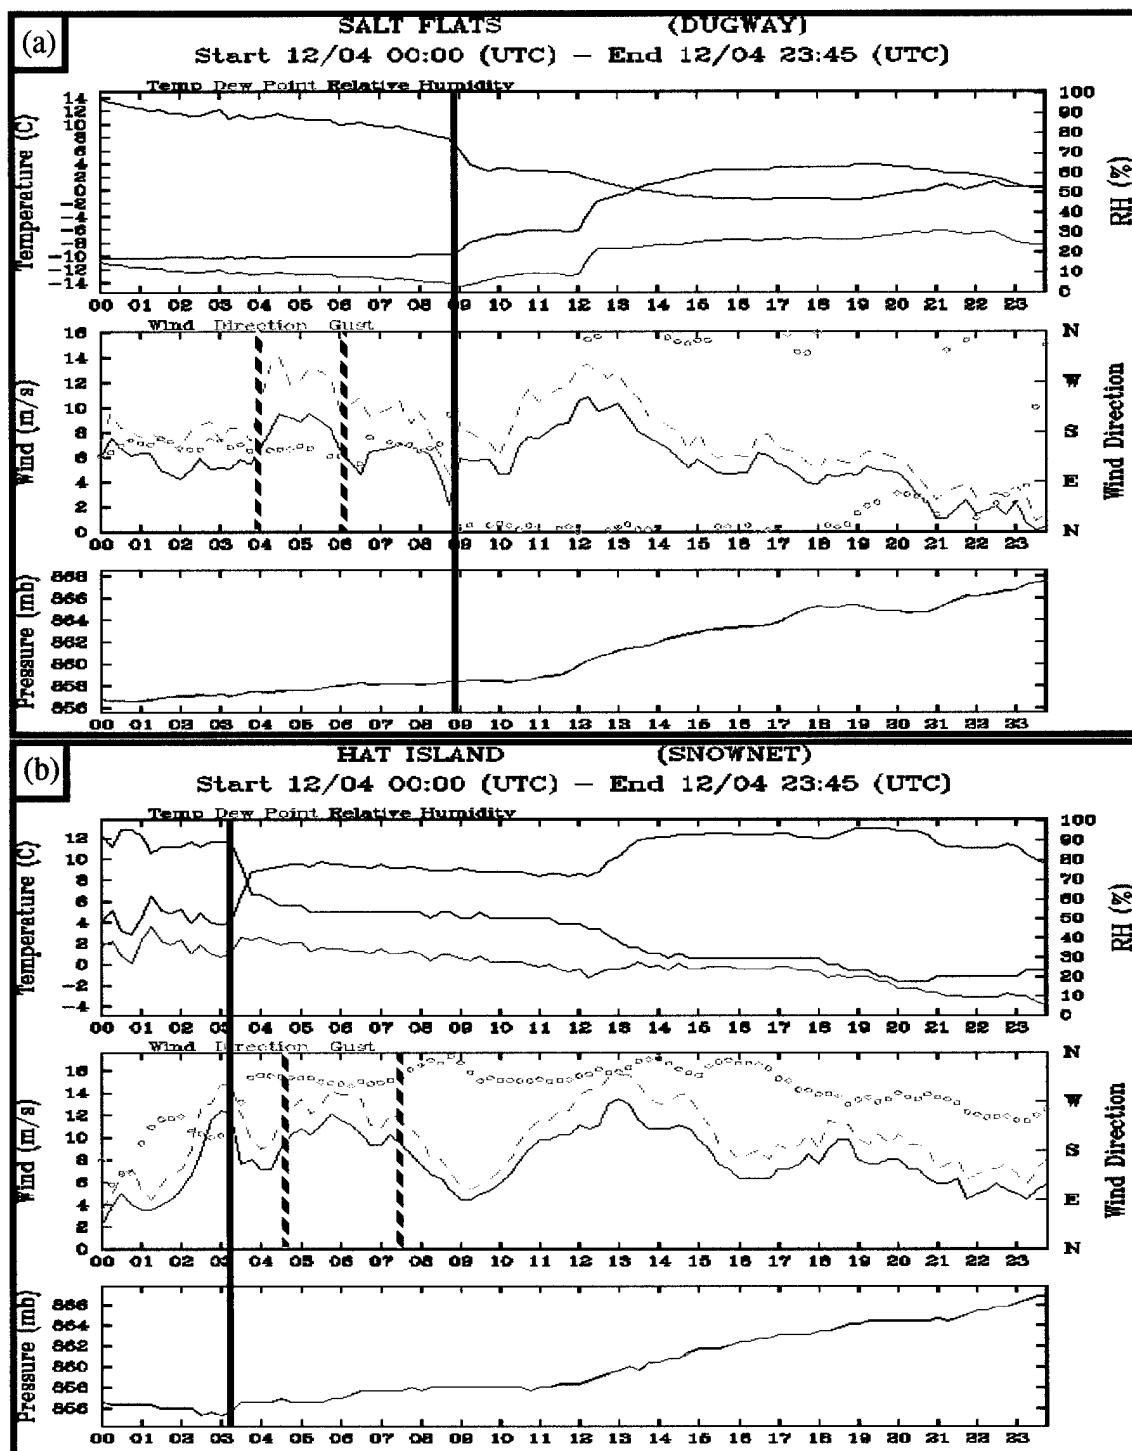 (a)
SALT FLATS (DUGWAY)
Start 12/04 00:00 (UTC) – End 12/04 23:45 (UTC)
Temp Dew Point Relative Humidity
Temperature (C)
14
12
10
8
6
4
2
0
−2
−4
−6
−8
−10
−12
−14
100
90
80
70
60
50
40
30
20
10
0
RH (%)
00 01 02 03 04 05 06 07 08 09 10 11 12 13 14 15 16 17 18 19 20 21 22 23
Wind Direction Gust
Wind (m/s)
16
14
12
10
8
6
4
2
0
N
W
S
E
N
Wind Direction
00 01 02 03 04 05 06 07 08 09 10 11 12 13 14 15 16 17 18 19 20 21 22 23
Pressure (mb)
868
866
864
862
860
858
856
00 01 02 03 04 05 06 07 08 09 10 11 12 13 14 15 16 17 18 19 20 21 22 23
(b)
HAT ISLAND (SNOWNET)
Start 12/04 00:00 (UTC) – End 12/04 23:45 (UTC)
Temp Dew Point Relative Humidity
Temperature (C)
12
10
8
6
4
2
0
−2
−4
100
90
80
70
60
50
40
30
20
10
0
RH (%)
00 01 02 03 04 05 06 07 08 09 10 11 12 13 14 15 16 17 18 19 20 21 22 23
Wind Direction Gust
Wind (m/s)
16
14
12
10
8
6
4
2
0
N
W
S
E
N
Wind Direction
00 01 02 03 04 05 06 07 08 09 10 11 12 13 14 15 16 17 18 19 20 21 22 23
Pressure (mb)
866
864
862
860
858
856
00 01 02 03 04 05 06 07 08 09 10 11 12 13 14 15 16 17 18 19 20 21 22 23